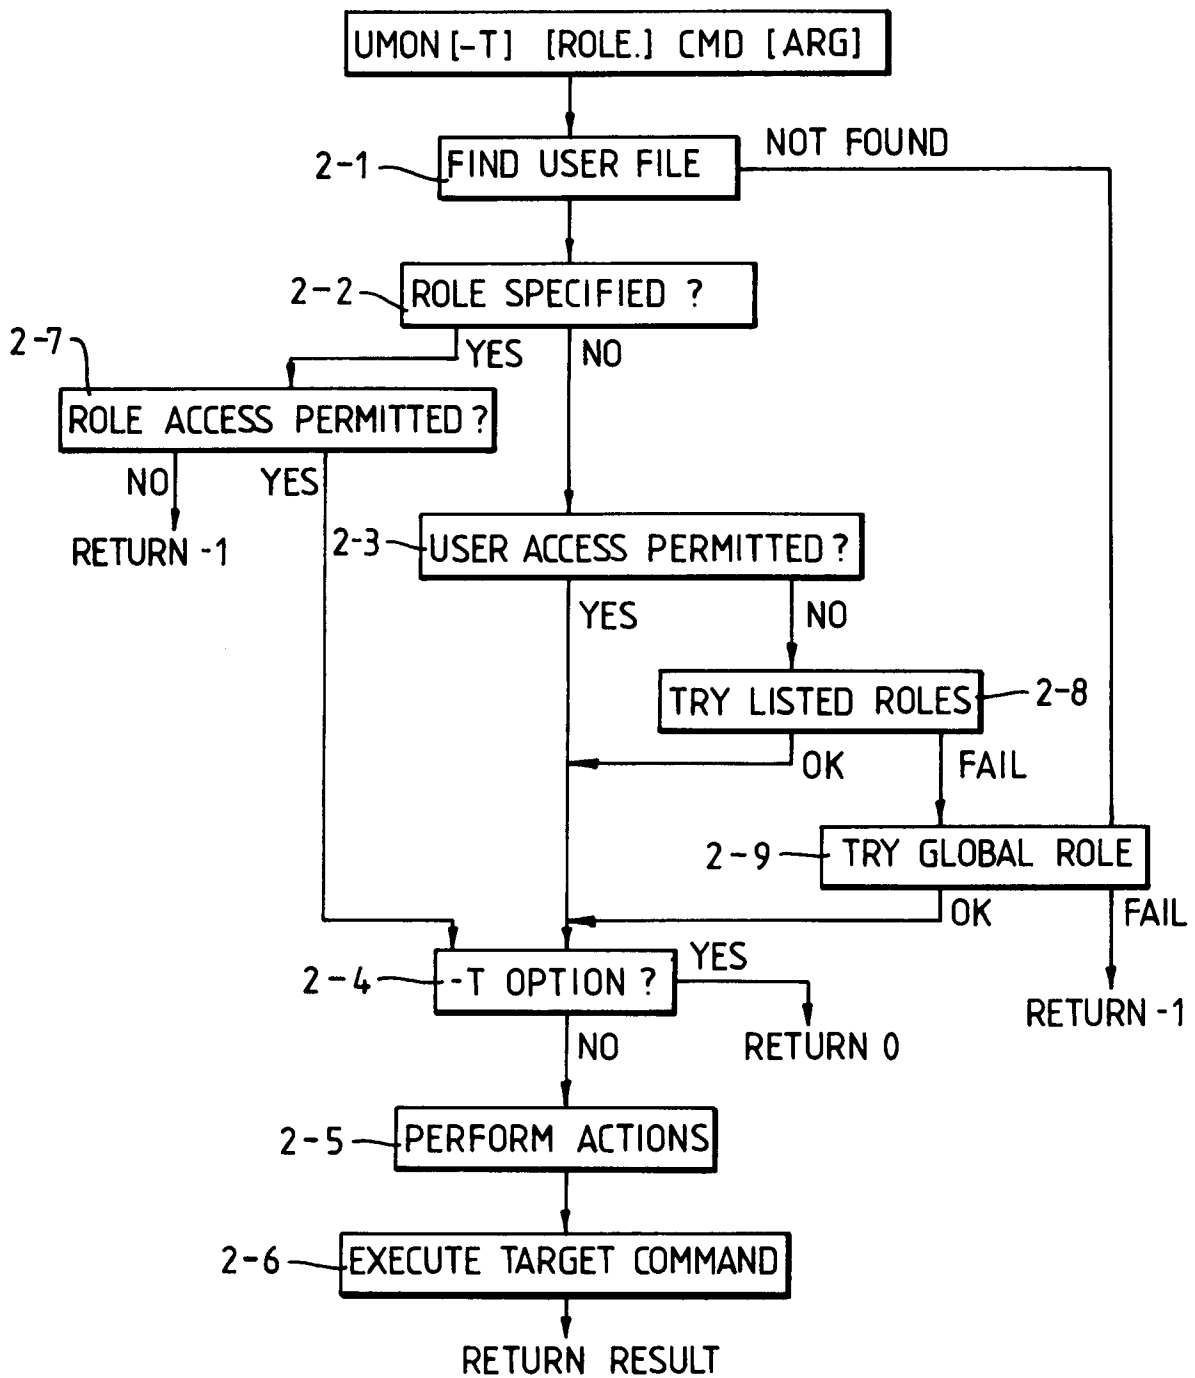 UMON [-T] [ROLE.] CMD [ARG]
NOT FOUND
2-1 FIND USER FILE
2-2 ROLE SPECIFIED ?
2-7 YES NO
ROLE ACCESS PERMITTED ?
NO YES
RETURN -1
2-3 USER ACCESS PERMITTED ?
YES NO
TRY LISTED ROLES 2-8
OK FAIL
2-9 TRY GLOBAL ROLE
OK FAIL
YES
2-4 -T OPTION ?
RETURN -1
NO RETURN 0
2-5 PERFORM ACTIONS
2-6 EXECUTE TARGET COMMAND
RETURN RESULT